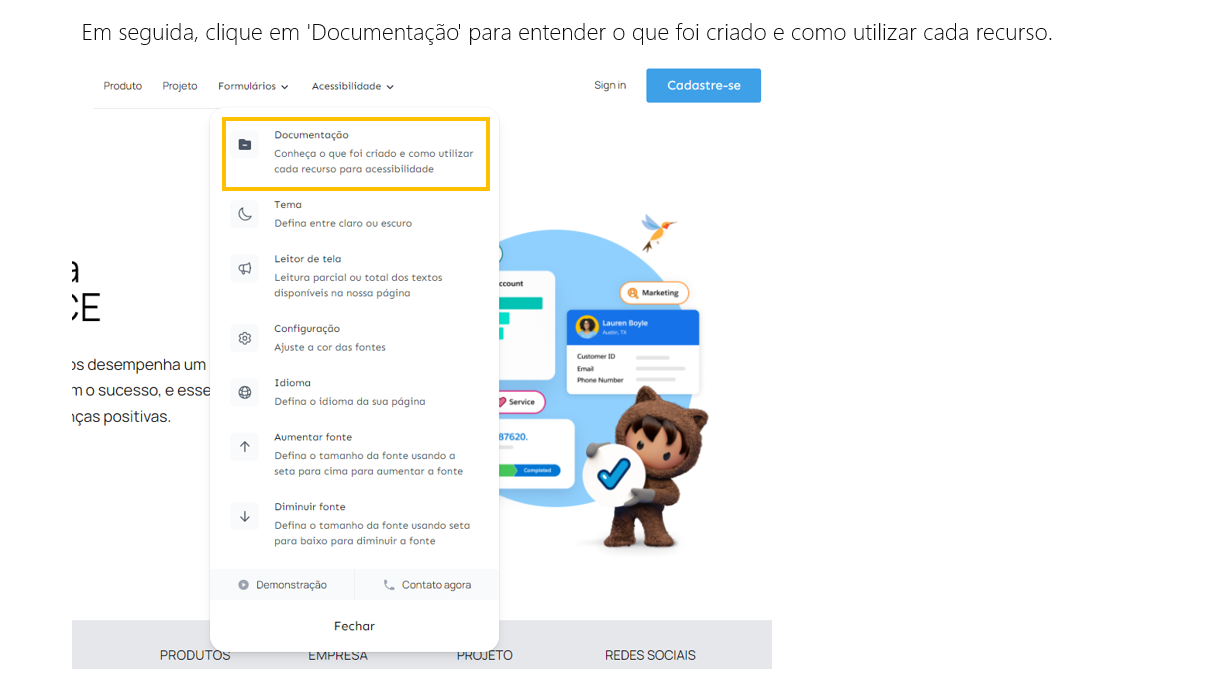 Em seguida, clique em 'Documentação' para entender o que foi criado e como utilizar cada recurso.
Produto Projeto Formulários Acessibilidade Sign in Cadastre-se
Documentação
Conheça o que foi criado e como utilizar
cada recurso para acessibilidade
Tema
Defina entre claro ou escuro
Leitor de tela
Leitura parcial ou total dos textos
disponíveis na nossa página
Configuração
Ajuste a cor das fontes
Idioma
Defina o idioma da sua página
Aumentar fonte
Defina o tamanho da fonte usando a
seta para cima para aumentar a fonte
Diminuir fonte
Defina o tamanho da fonte usando seta
para baixo para diminuir a fonte
Demonstração Contato agora
Fechar
a
CE
os desempenha um
m o sucesso, e esse
nças positivas.
ccount
Marketing
Lauren Boyle
Austin, TX
Customer ID
Email
Phone Number
Service
87620.
Completed
PRODUTOS EMPRESA PROJETO REDES SOCIAIS